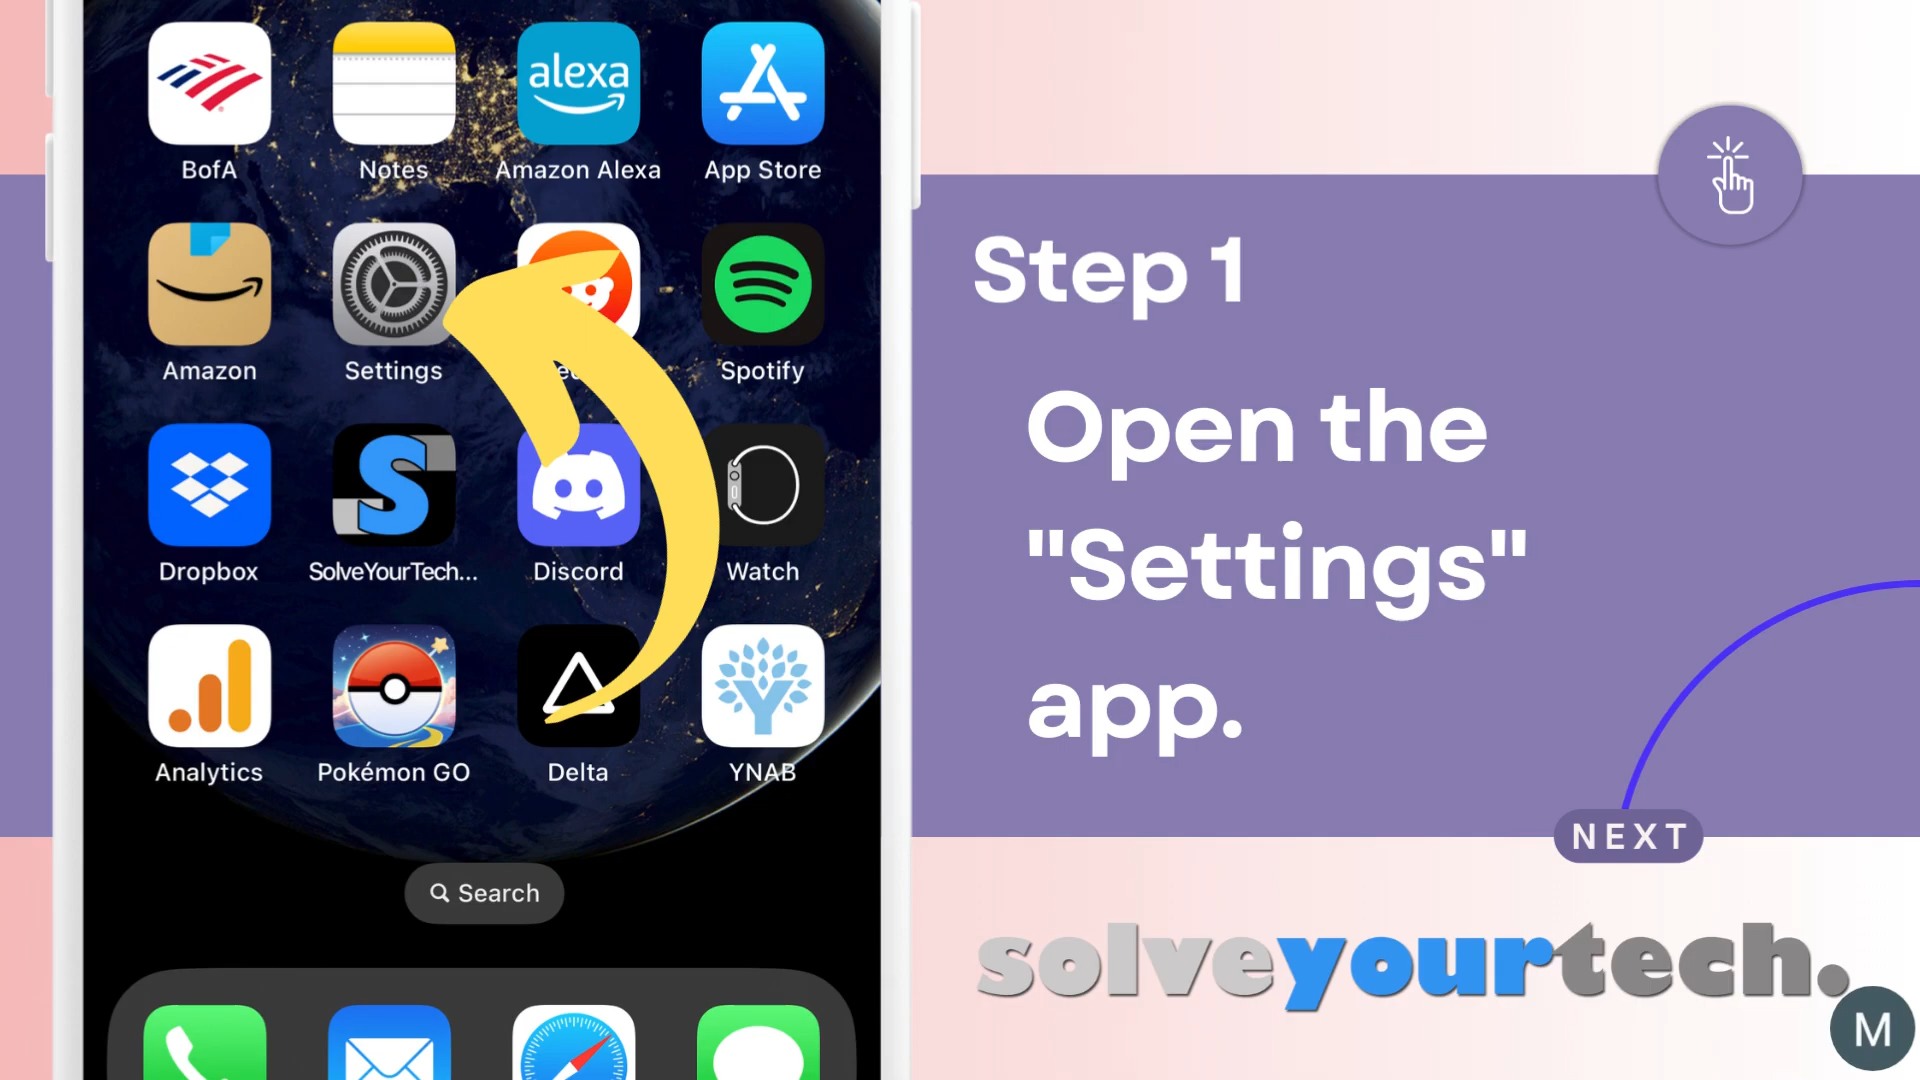 alexa
BofA
Notes
Amazon Alexa
App Store
Amazon
Settings
Spotify
Dropbox
SolveYourTech...
Discord
Watch
Analytics
Pokémon GO
Delta
YNAB
Search
Step 1
Open the
"Settings"
app.
NEXT
solveyourtech.
M